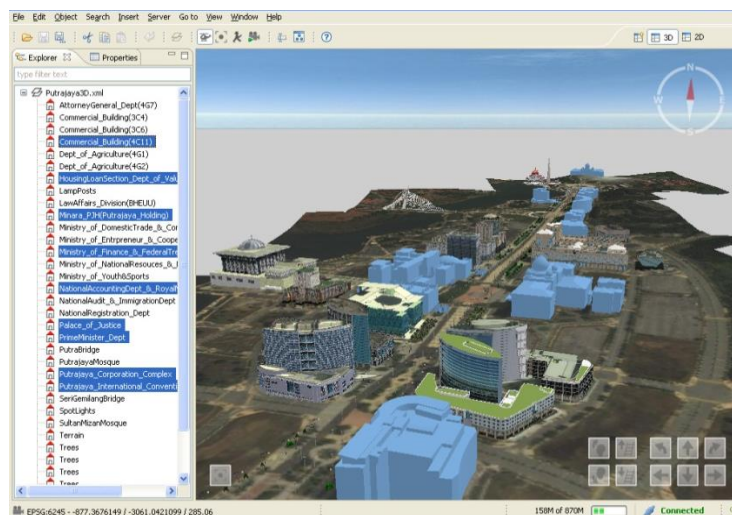 File Edit Object Search Insert Server Go to View Window Help
3D 2D
Explorer Properties
type filter text
Putrajaya3D.xml
AttorneyGeneral_Dept(4G7)
Commercial_Building(3C4)
Commercial_Building(3C6)
Commercial_Building(4C11)
Dept_of_Agriculture(4G1)
Dept_of_Agriculture(4G2)
HousingLoanSection_Dept_of_Valu
LampPosts
LawAffairs_Division(BHEUU)
Minara_PJH(Putrajaya_Holding)
Ministry_of_DomesticTrade_&_Cor
Ministry_of_Entrpreneur_&_Coope
Ministry_of_Finance_&_FederalTre
Ministry_of_NationalResouces_&_
Ministry_of_Youth&Sports
NationalAccountingDept_&_Royal
NationalAudit_&_ImmigrationDept
NationalRegistration_Dept
Palace_of_Justice
PrimeMinister_Dept
PutraBridge
PutrajayaMosque
Putrajaya_Corporation_Complex
Putrajaya_International_Conventi
SeriGemilangBridge
SpotLights
SultanMizanMosque
Terrain
Trees
Trees
Trees
Trees
N
W E
S
EPSG:6245 - -877.3676149 / -3061.0421099 / 285.06
158M of 870M Connected